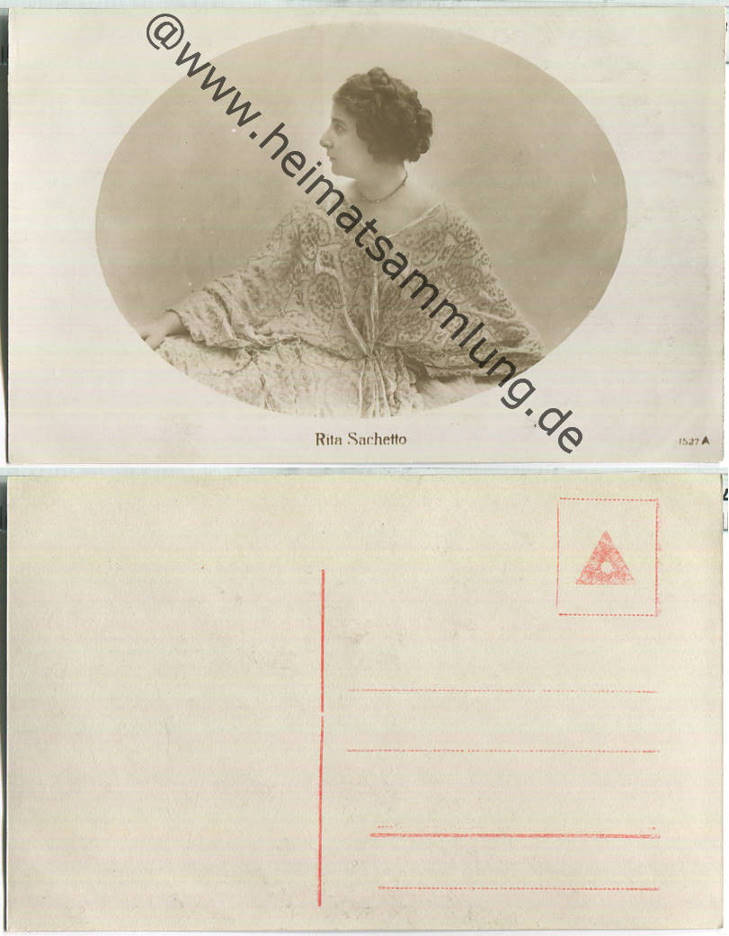 @www.heimatsammlung.de
Rita Sachetto
1527 A